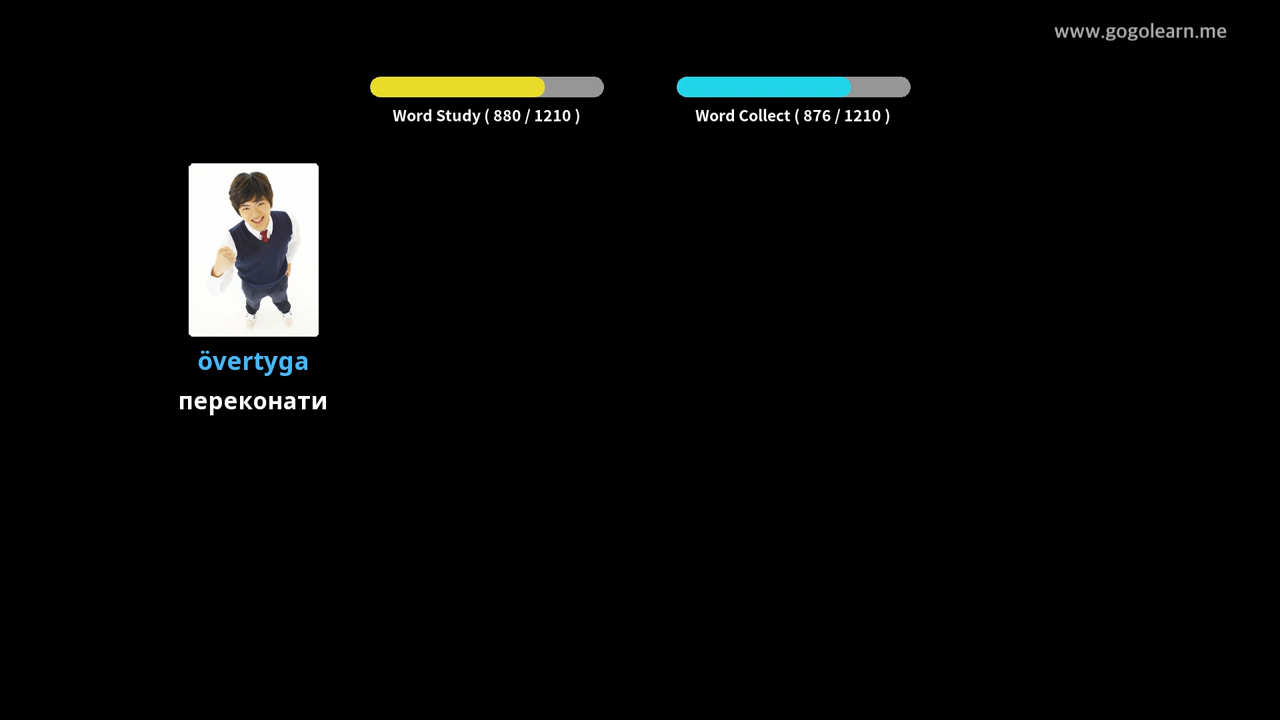 www.gogolearn.me
Word Study ( 880 / 1210 )
Word Collect ( 876 / 1210 )
övertyga
переконати